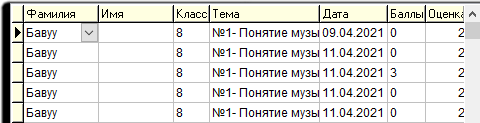 Фамилия Имя Класс Тема Дата Баллы Оценка
Бавуу 8 №1- Понятие музы 09.04.2021 0 2
Бавуу 8 №1- Понятие музы 11.04.2021 0 2
Бавуу 8 №1- Понятие музы 11.04.2021 3 2
Бавуу 8 №1- Понятие музы 11.04.2021 0 2
Бавуу 8 №1- Понятие музы 11.04.2021 0 2